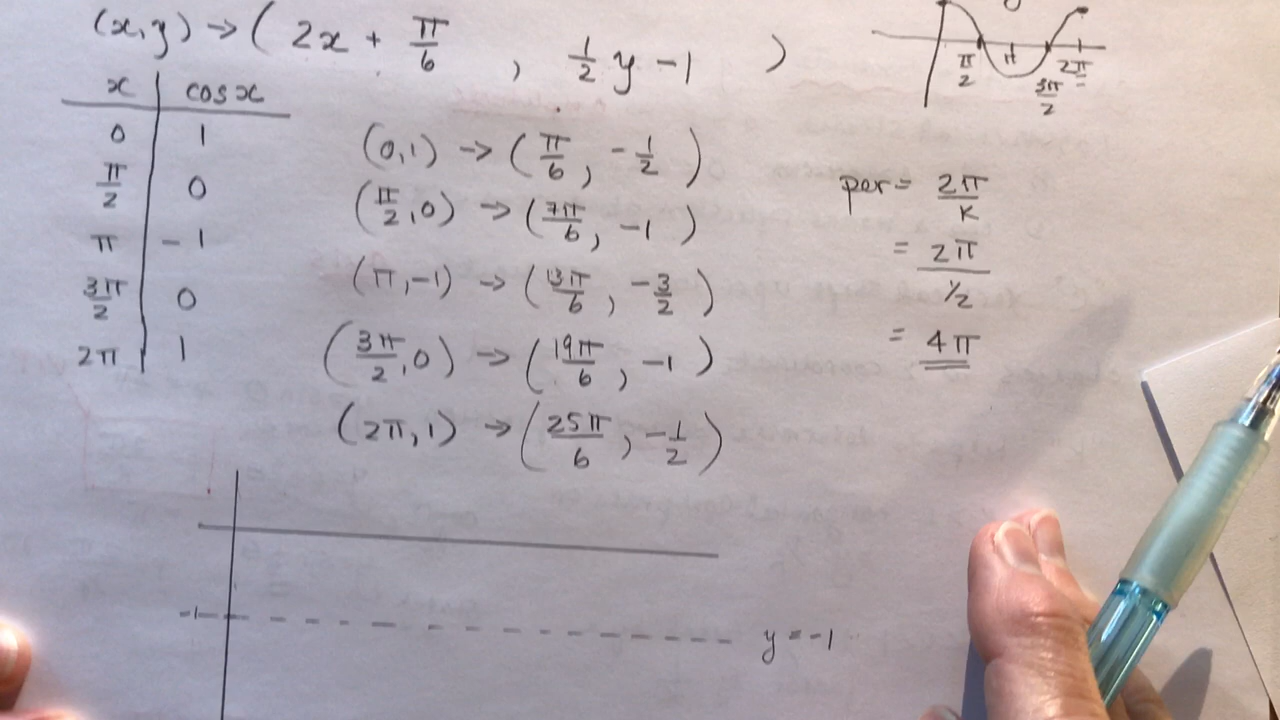 (x,y) → ( 2x + π/6 , 1/2 y - 1 )
x | cos x
0 | 1
π/2 | 0
π | -1
3π/2 | 0
2π | 1
(0,1) → (π/6, -1/2)
(π/2,0) → (7π/6, -1)
(π,-1) → (13π/6, -3/2)
(3π/2,0) → (19π/6, -1)
(2π,1) → (25π/6, -1/2)
π/2 π 3π/2 2π
per = 2π/K
= 2π/1/2
= 4π
-1
y = -1